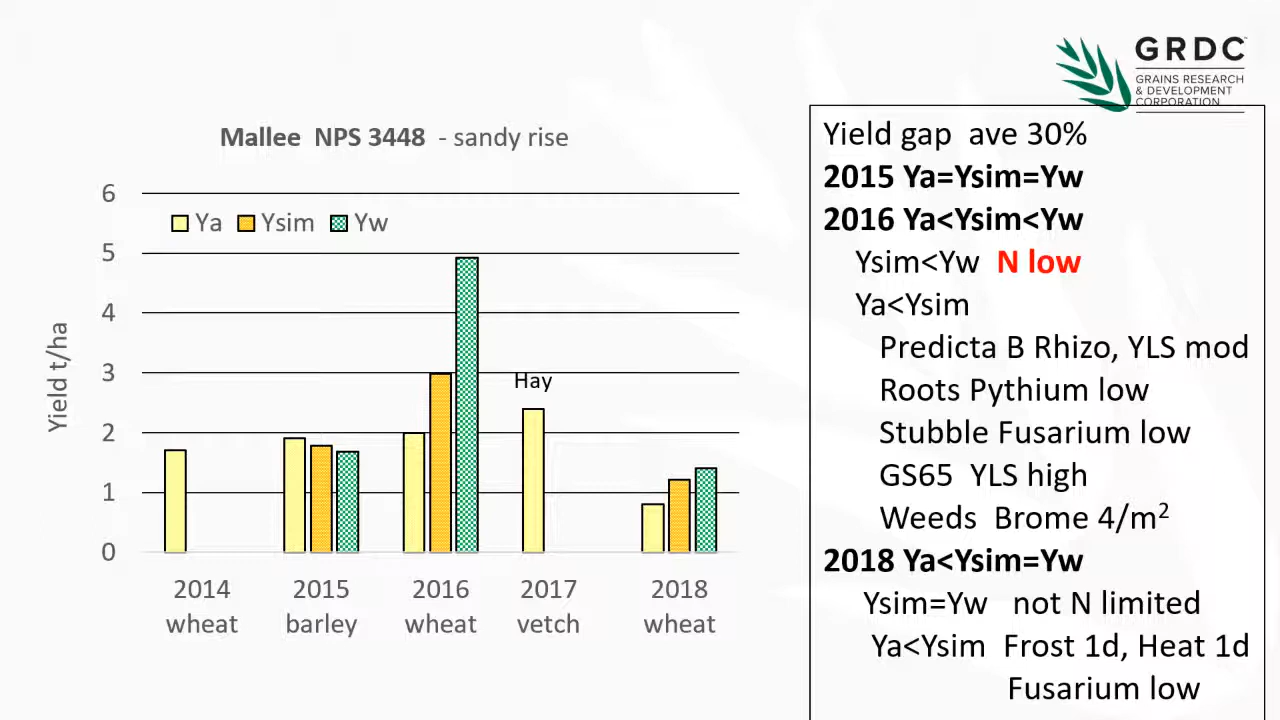 GRDC
GRAINS RESEARCH
& DEVELOPMENT
CORPORATION
Mallee NPS 3448 - sandy rise
Yield t/ha
6
5
4
3
2
1
0
Ya Ysim Yw
Hay
2014 2015 2016 2017 2018
wheat barley wheat vetch wheat
Yield gap ave 30%
2015 Ya=Ysim=Yw
2016 Ya<Ysim<Yw
Ysim<Yw N low
Ya<Ysim
Predicta B Rhizo, YLS mod
Roots Pythium low
Stubble Fusarium low
GS65 YLS high
Weeds Brome 4/m²
2018 Ya<Ysim=Yw
Ysim=Yw not N limited
Ya<Ysim Frost 1d, Heat 1d
Fusarium low